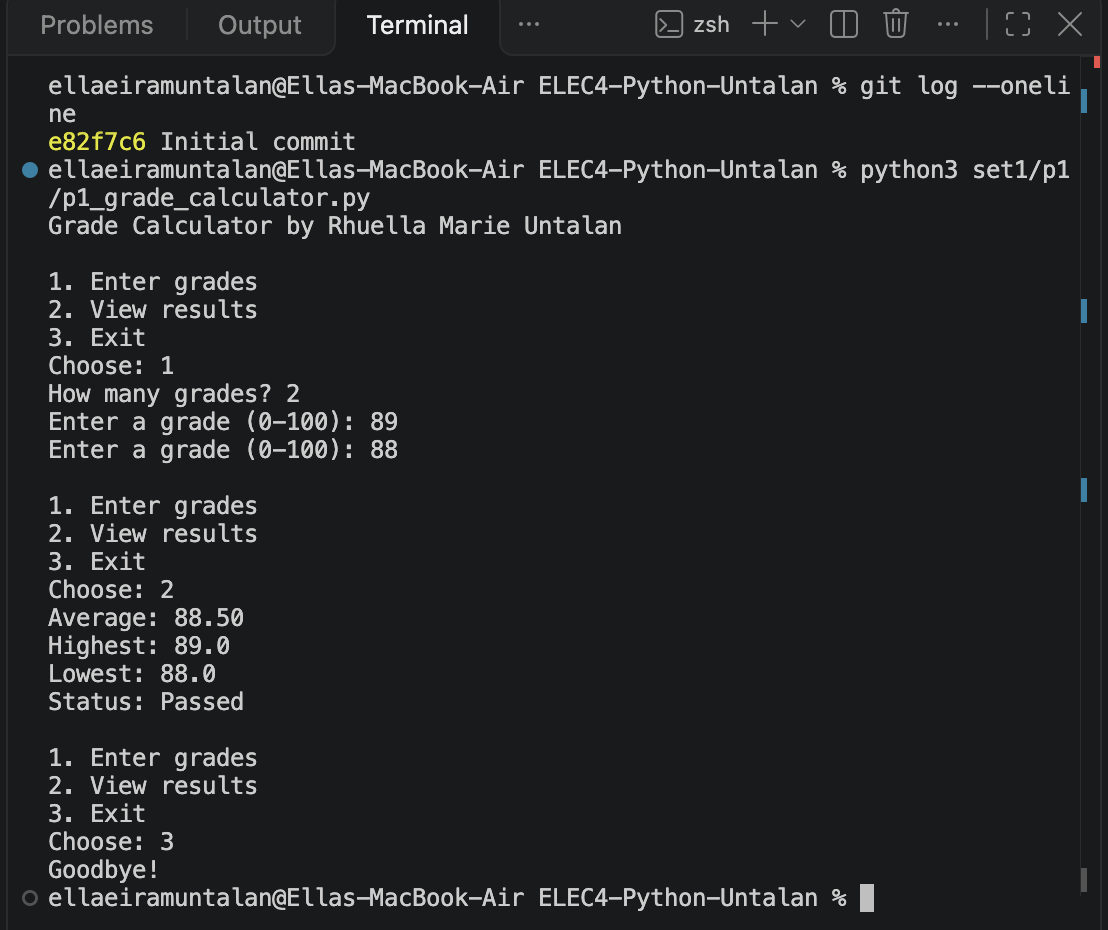 Problems Output Terminal ··· zsh ···
ellaeiramuntalan@Ellas-MacBook-Air ELEC4-Python-Untalan % git log --oneli
ne
e82f7c6 Initial commit
ellaeiramuntalan@Ellas-MacBook-Air ELEC4-Python-Untalan % python3 set1/p1
/p1_grade_calculator.py
Grade Calculator by Rhuella Marie Untalan
1. Enter grades
2. View results
3. Exit
Choose: 1
How many grades? 2
Enter a grade (0-100): 89
Enter a grade (0-100): 88
1. Enter grades
2. View results
3. Exit
Choose: 2
Average: 88.50
Highest: 89.0
Lowest: 88.0
Status: Passed
1. Enter grades
2. View results
3. Exit
Choose: 3
Goodbye!
ellaeiramuntalan@Ellas-MacBook-Air ELEC4-Python-Untalan %